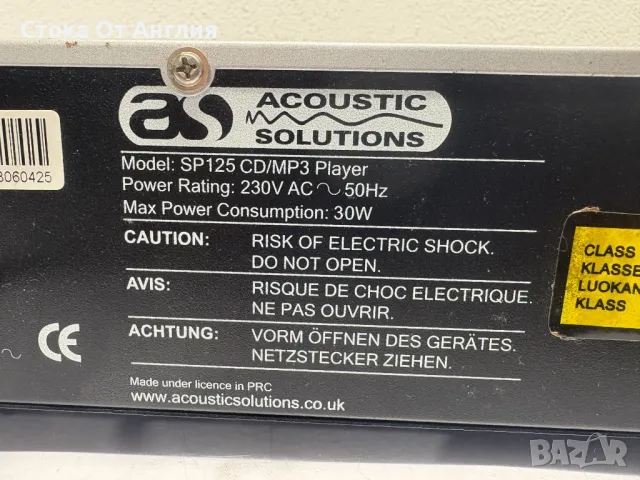 Стока От Англия
as ACOUSTIC
SOLUTIONS
Model: SP125 CD/MP3 Player
Power Rating: 230V AC ~ 50Hz
Max Power Consumption: 30W
CAUTION: RISK OF ELECTRIC SHOCK.
DO NOT OPEN.
AVIS: RISQUE DE CHOC ELECTRIQUE.
NE PAS OUVRIR.
ACHTUNG: VORM ÖFFNEN DES GERÄTES.
NETZSTECKER ZIEHEN.
Made under licence in PRC
www.acousticsolutions.co.uk
060425
~ CE
CLASS
KLASSE
LUOKAN
KLASS
BAZAR